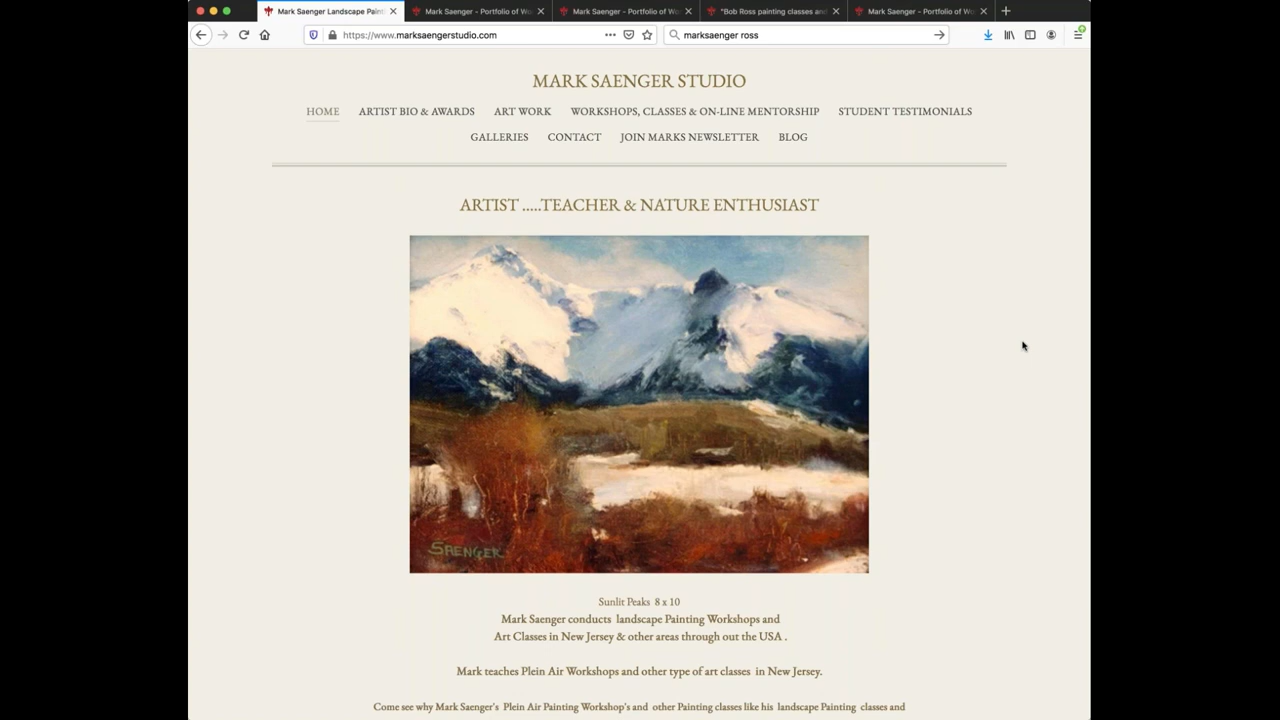 Mark Saenger Landscape Paint
Mark Saenger - Portfolio of Wo
Mark Saenger - Portfolio of Wo
"Bob Ross painting classes and
Mark Saenger - Portfolio of Wo
https://www.marksaengerstudio.com
marksaenger ross
MARK SAENGER STUDIO
HOME ARTIST BIO & AWARDS ART WORK WORKSHOPS, CLASSES & ON-LINE MENTORSHIP STUDENT TESTIMONIALS
GALLERIES CONTACT JOIN MARKS NEWSLETTER BLOG
ARTIST .....TEACHER & NATURE ENTHUSIAST
SAENGER
Sunlit Peaks 8 x 10
Mark Saenger conducts landscape Painting Workshops and
Art Classes in New Jersey & other areas through out the USA .
Mark teaches Plein Air Workshops and other type of art classes in New Jersey.
Come see why Mark Saenger's Plein Air Painting Workshop's and other Painting classes like his landscape Painting classes and